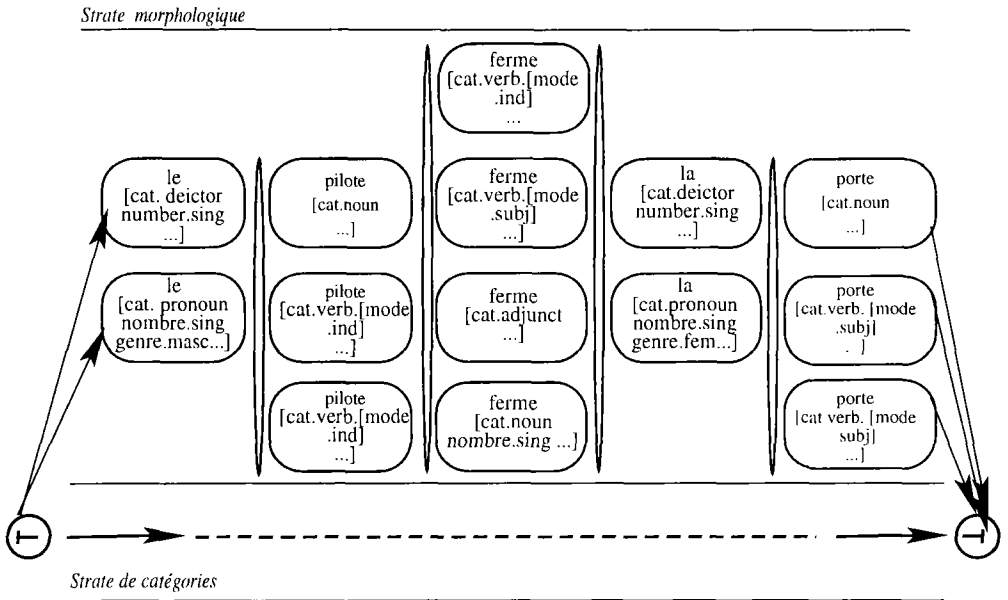 Strate morphologique
ferme
[cat.verb.[mode
.ind]
...
le
[cat. deictor
number.sing
...]
pilote
[cat.noun
...]
ferme
[cat.verb.[mode
.subj]
...]
la
[cat.deictor
number.sing
...]
porte
[cat.noun
...]
le
[cat. pronoun
nombre.sing
genre.masc...]
pilote
[cat.verb.[mode
.ind]
...]
ferme
[cat.adjunct
...]
la
[cat.pronoun
nombre.sing
genre.fem...]
porte
[cat.verb. [mode
.subj]
. ]
pilote
[cat.verb.[mode
.ind]
...]
ferme
[cat.noun
nombre.sing ...]
porte
[cat verb. [mode
subj]
...]
Strate de catégories